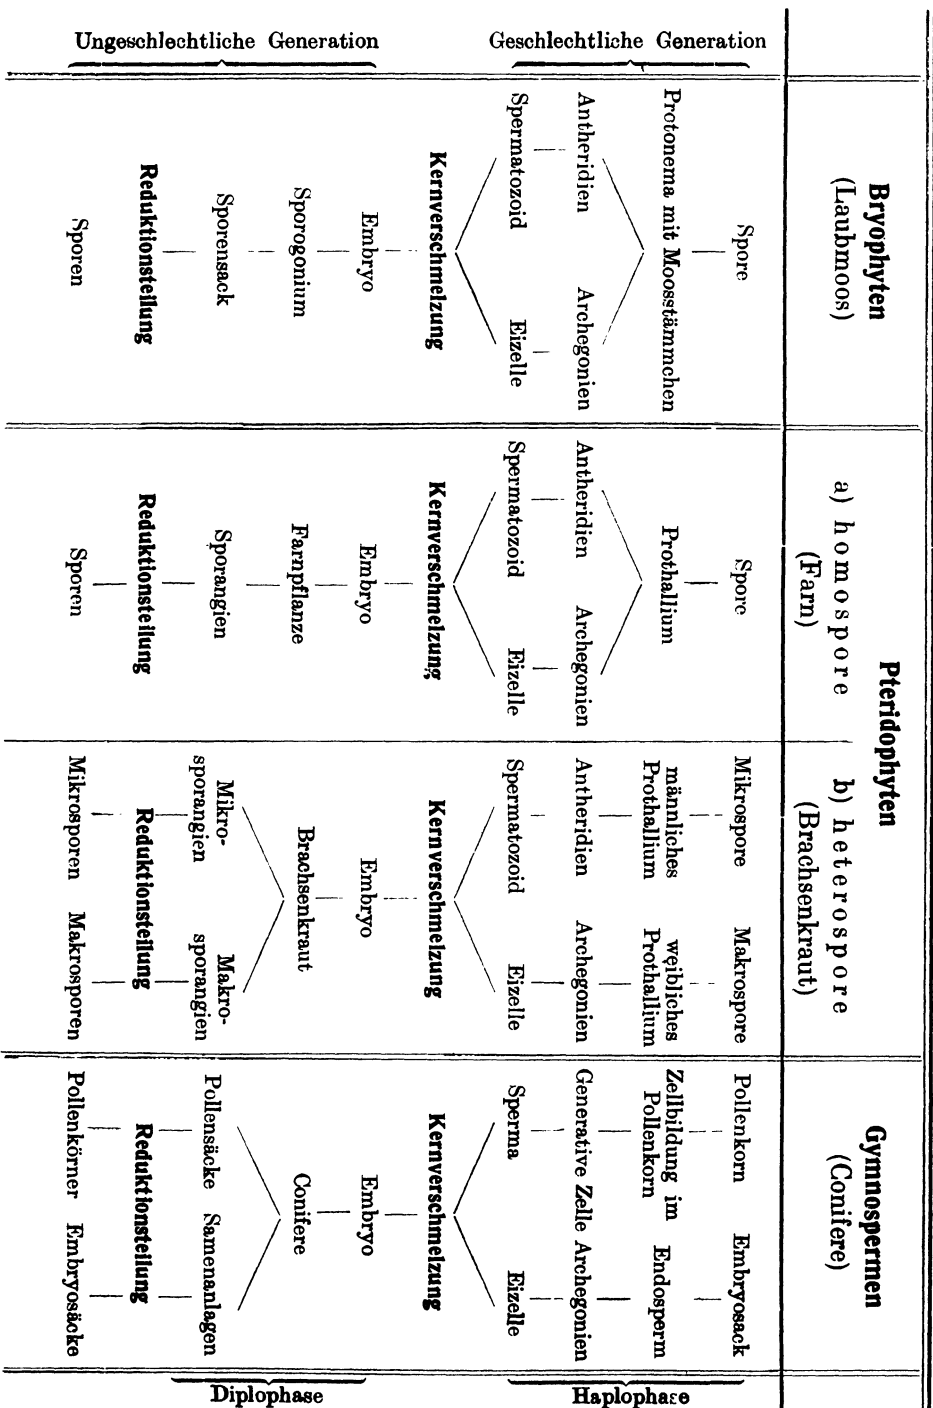 Bryophyten
(Laubmoos)
Pteridophyten
a) homospore
(Farn)
b) heterospore
(Brachsenkraut)
Gymnospermen
(Conifere)
Geschlechtliche Generation
Spore
Protonema mit Moosstämmchen
Antheridien Archegonien
Spermatozoid Eizelle
Kernverschmelzung
Ungeschlechtliche Generation
Embryo
Sporogonium
Sporensack
Reduktionsteilung
Sporen
Spore
Prothallium
Antheridien Archegonien
Spermatozoid Eizelle
Kernverschmelzung
Embryo
Farnpflanze
Sporangien
Reduktionsteilung
Sporen
Mikrospore Makrospore
männliches
Prothallium
weibliches
Prothallium
Antheridien Archegonien
Spermatozoid Eizelle
Kernverschmelzung
Embryo
Brachsenkraut
Mikro-
sporangien
Makro-
sporangien
Reduktionsteilung
Mikrosporen Makrosporen
Pollenkorn Embryosack
Zellbildung im
Pollenkorn
Endosperm
Generative Zelle Archegonien
Sperma Eizelle
Kernverschmelzung
Embryo
Conifere
Pollensäcke Samenanlagen
Reduktionsteilung
Pollenkörner Embryosäcke
Haplophase
Diplophase